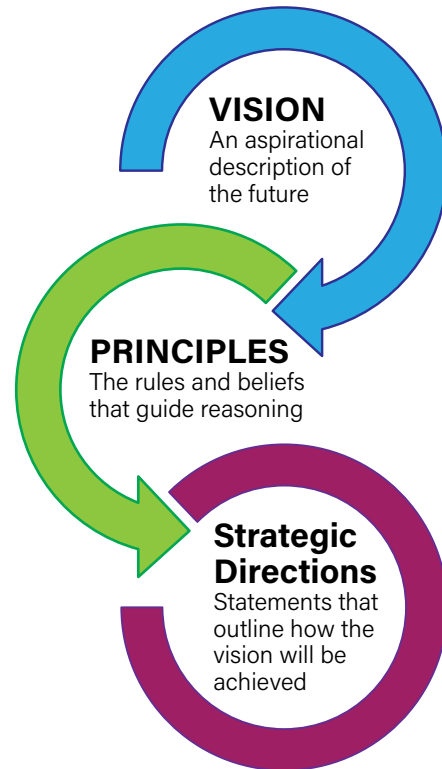 VISION
An aspirational
description of
the future
PRINCIPLES
The rules and beliefs
that guide reasoning
Strategic
Directions
Statements that
outline how the
vision will be
achieved